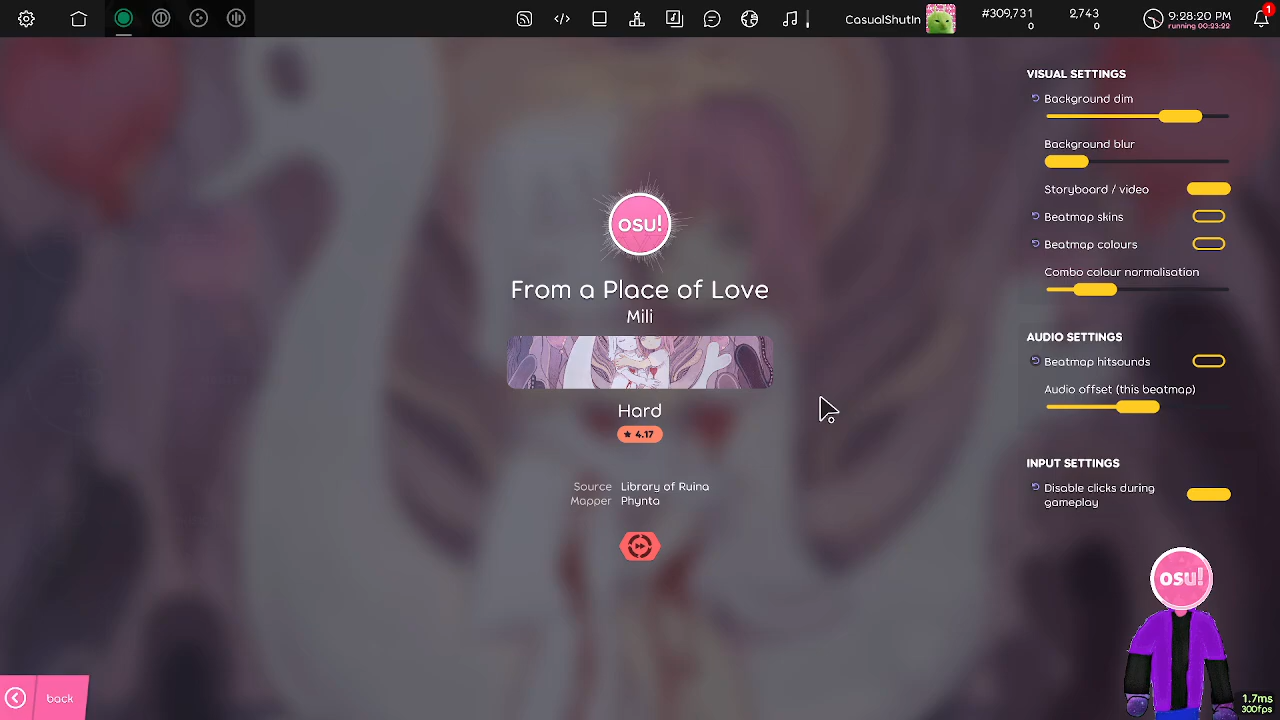 CasualShutIn
#309,731
0
2,743
0
9:28:20 PM
running 00:23:22
1
VISUAL SETTINGS
Background dim
Background blur
Storyboard / video
Beatmap skins
Beatmap colours
Combo colour normalisation
AUDIO SETTINGS
Beatmap hitsounds
Audio offset (this beatmap)
INPUT SETTINGS
Disable clicks during
gameplay
osu!
From a Place of Love
Mili
Hard
4.17
Source Library of Ruina
Mapper Phynta
osu!
back
1.7ms
300fps